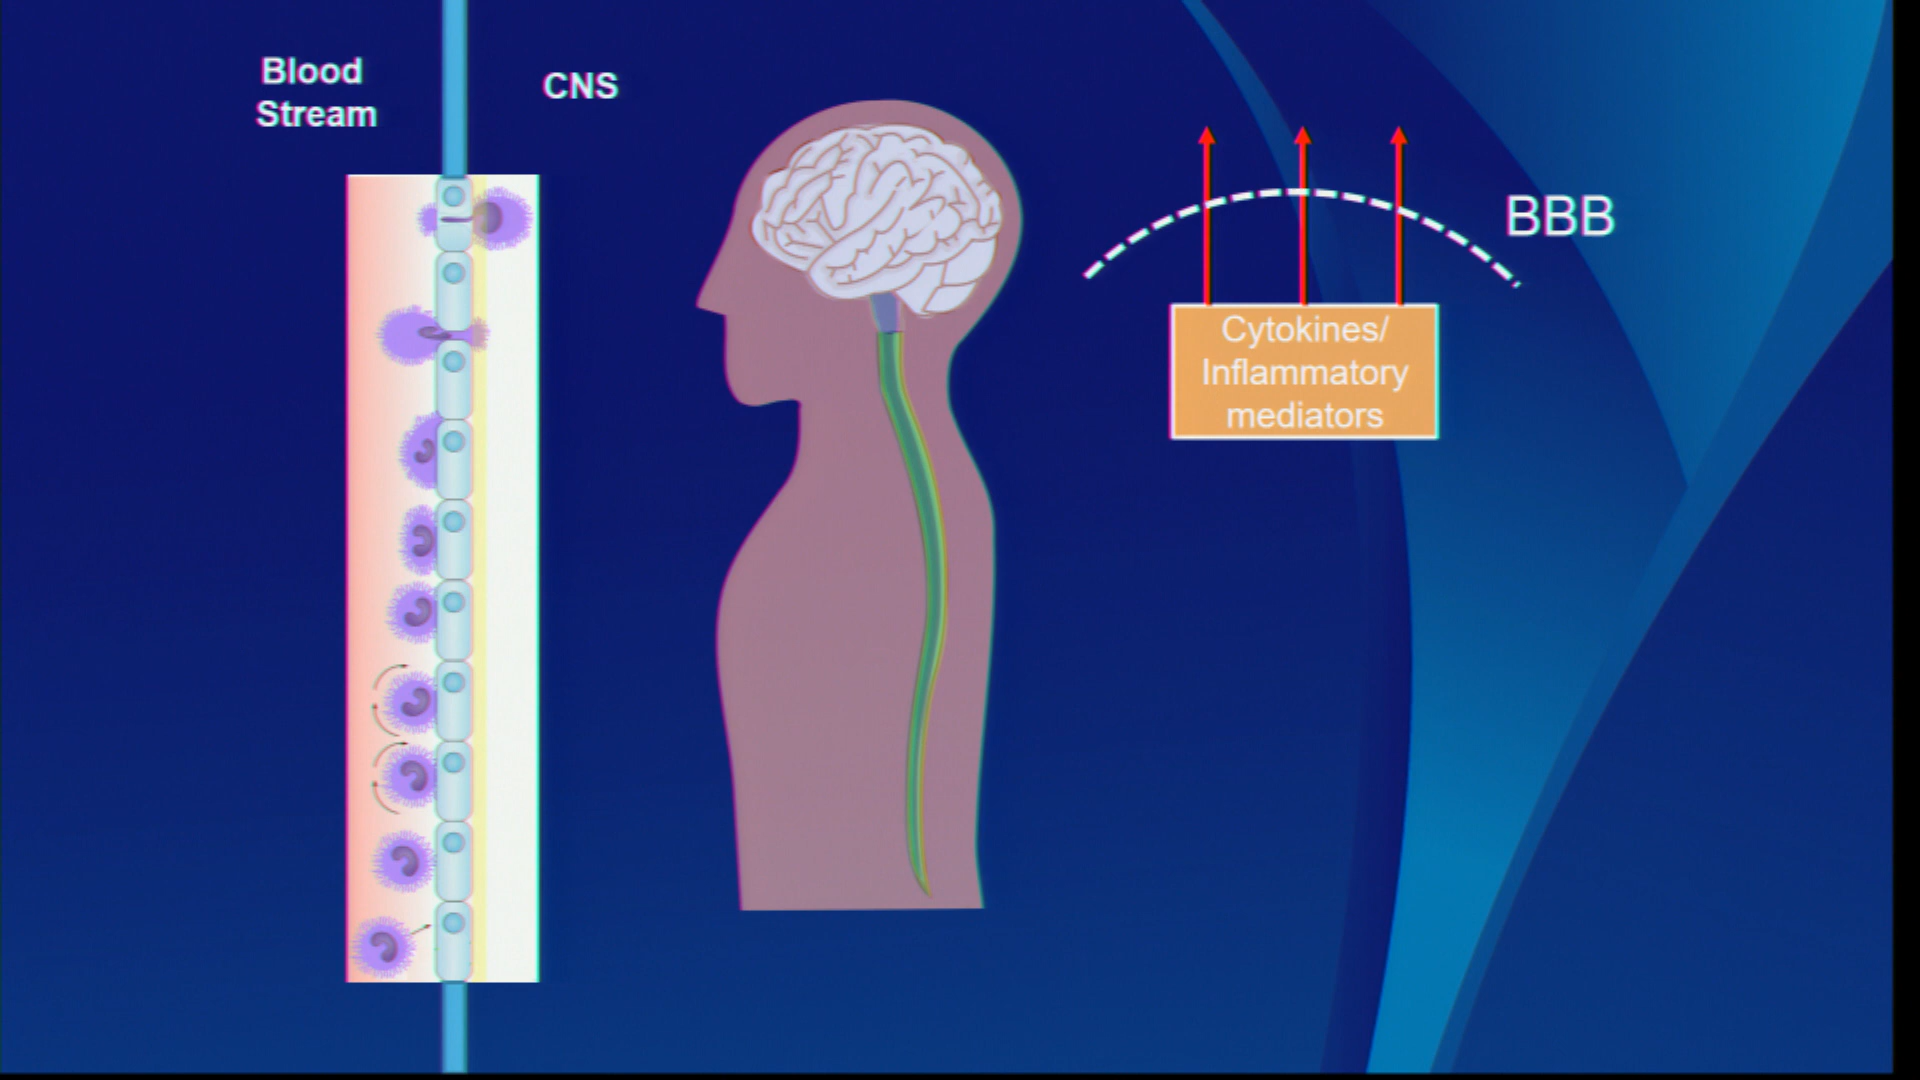 Blood
Stream
CNS
BBB
Cytokines/
Inflammatory
mediators